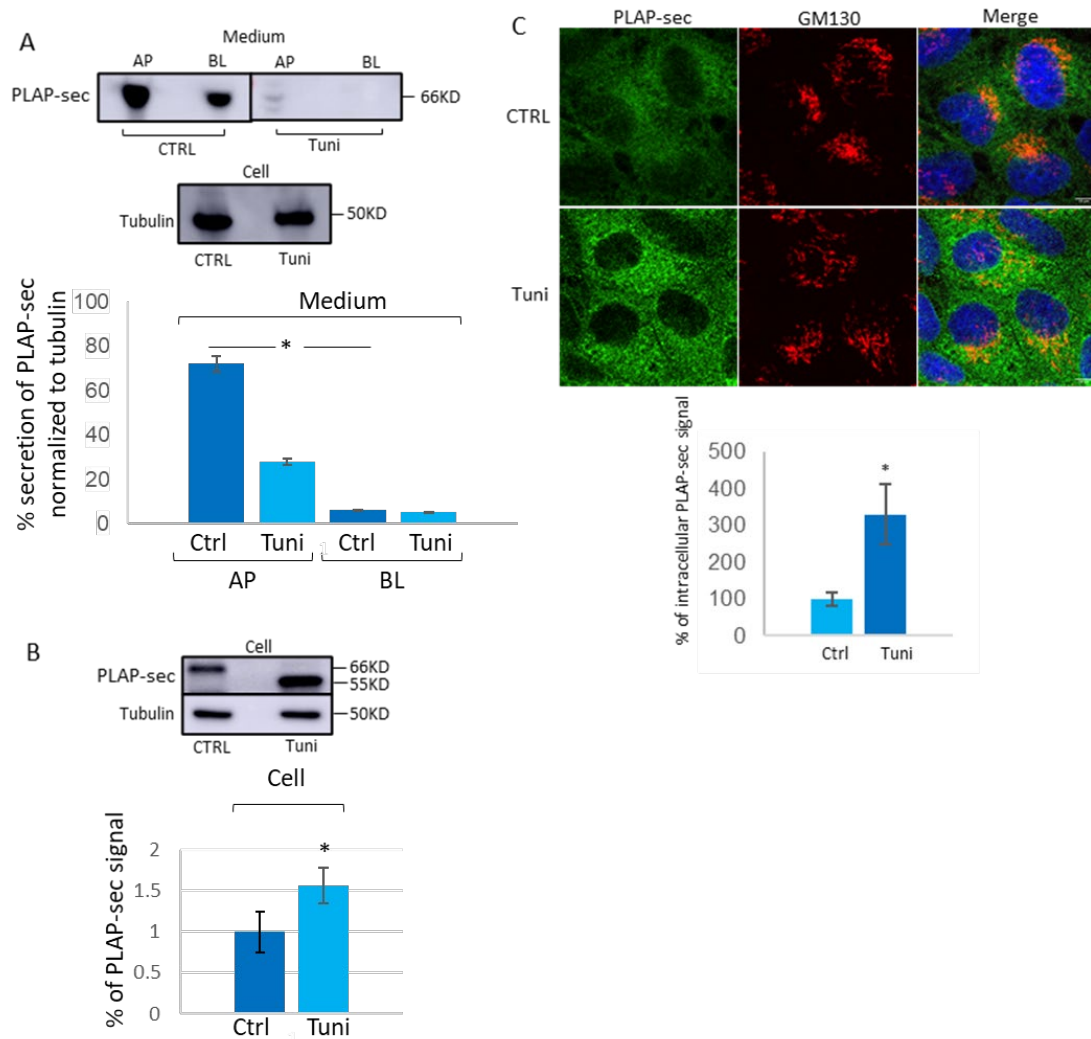 A
Medium
AP BL AP BL
PLAP-sec
66KD
CTRL Tuni
Cell
Tubulin
50KD
CTRL Tuni
% secretion of PLAP-sec
normalized to tubulin
100
80
60
40
20
0
Medium
*
Ctrl Tuni Ctrl Tuni
AP BL
B
Cell
PLAP-sec
66KD
55KD
Tubulin
50KD
CTRL Tuni
Cell
% of PLAP-sec signal
2
1.5
1
0.5
0
*
Ctrl Tuni
C
PLAP-sec GM130 Merge
CTRL
Tuni
% of intracellular PLAP-sec signal
500
400
300
200
100
0
*
Ctrl Tuni